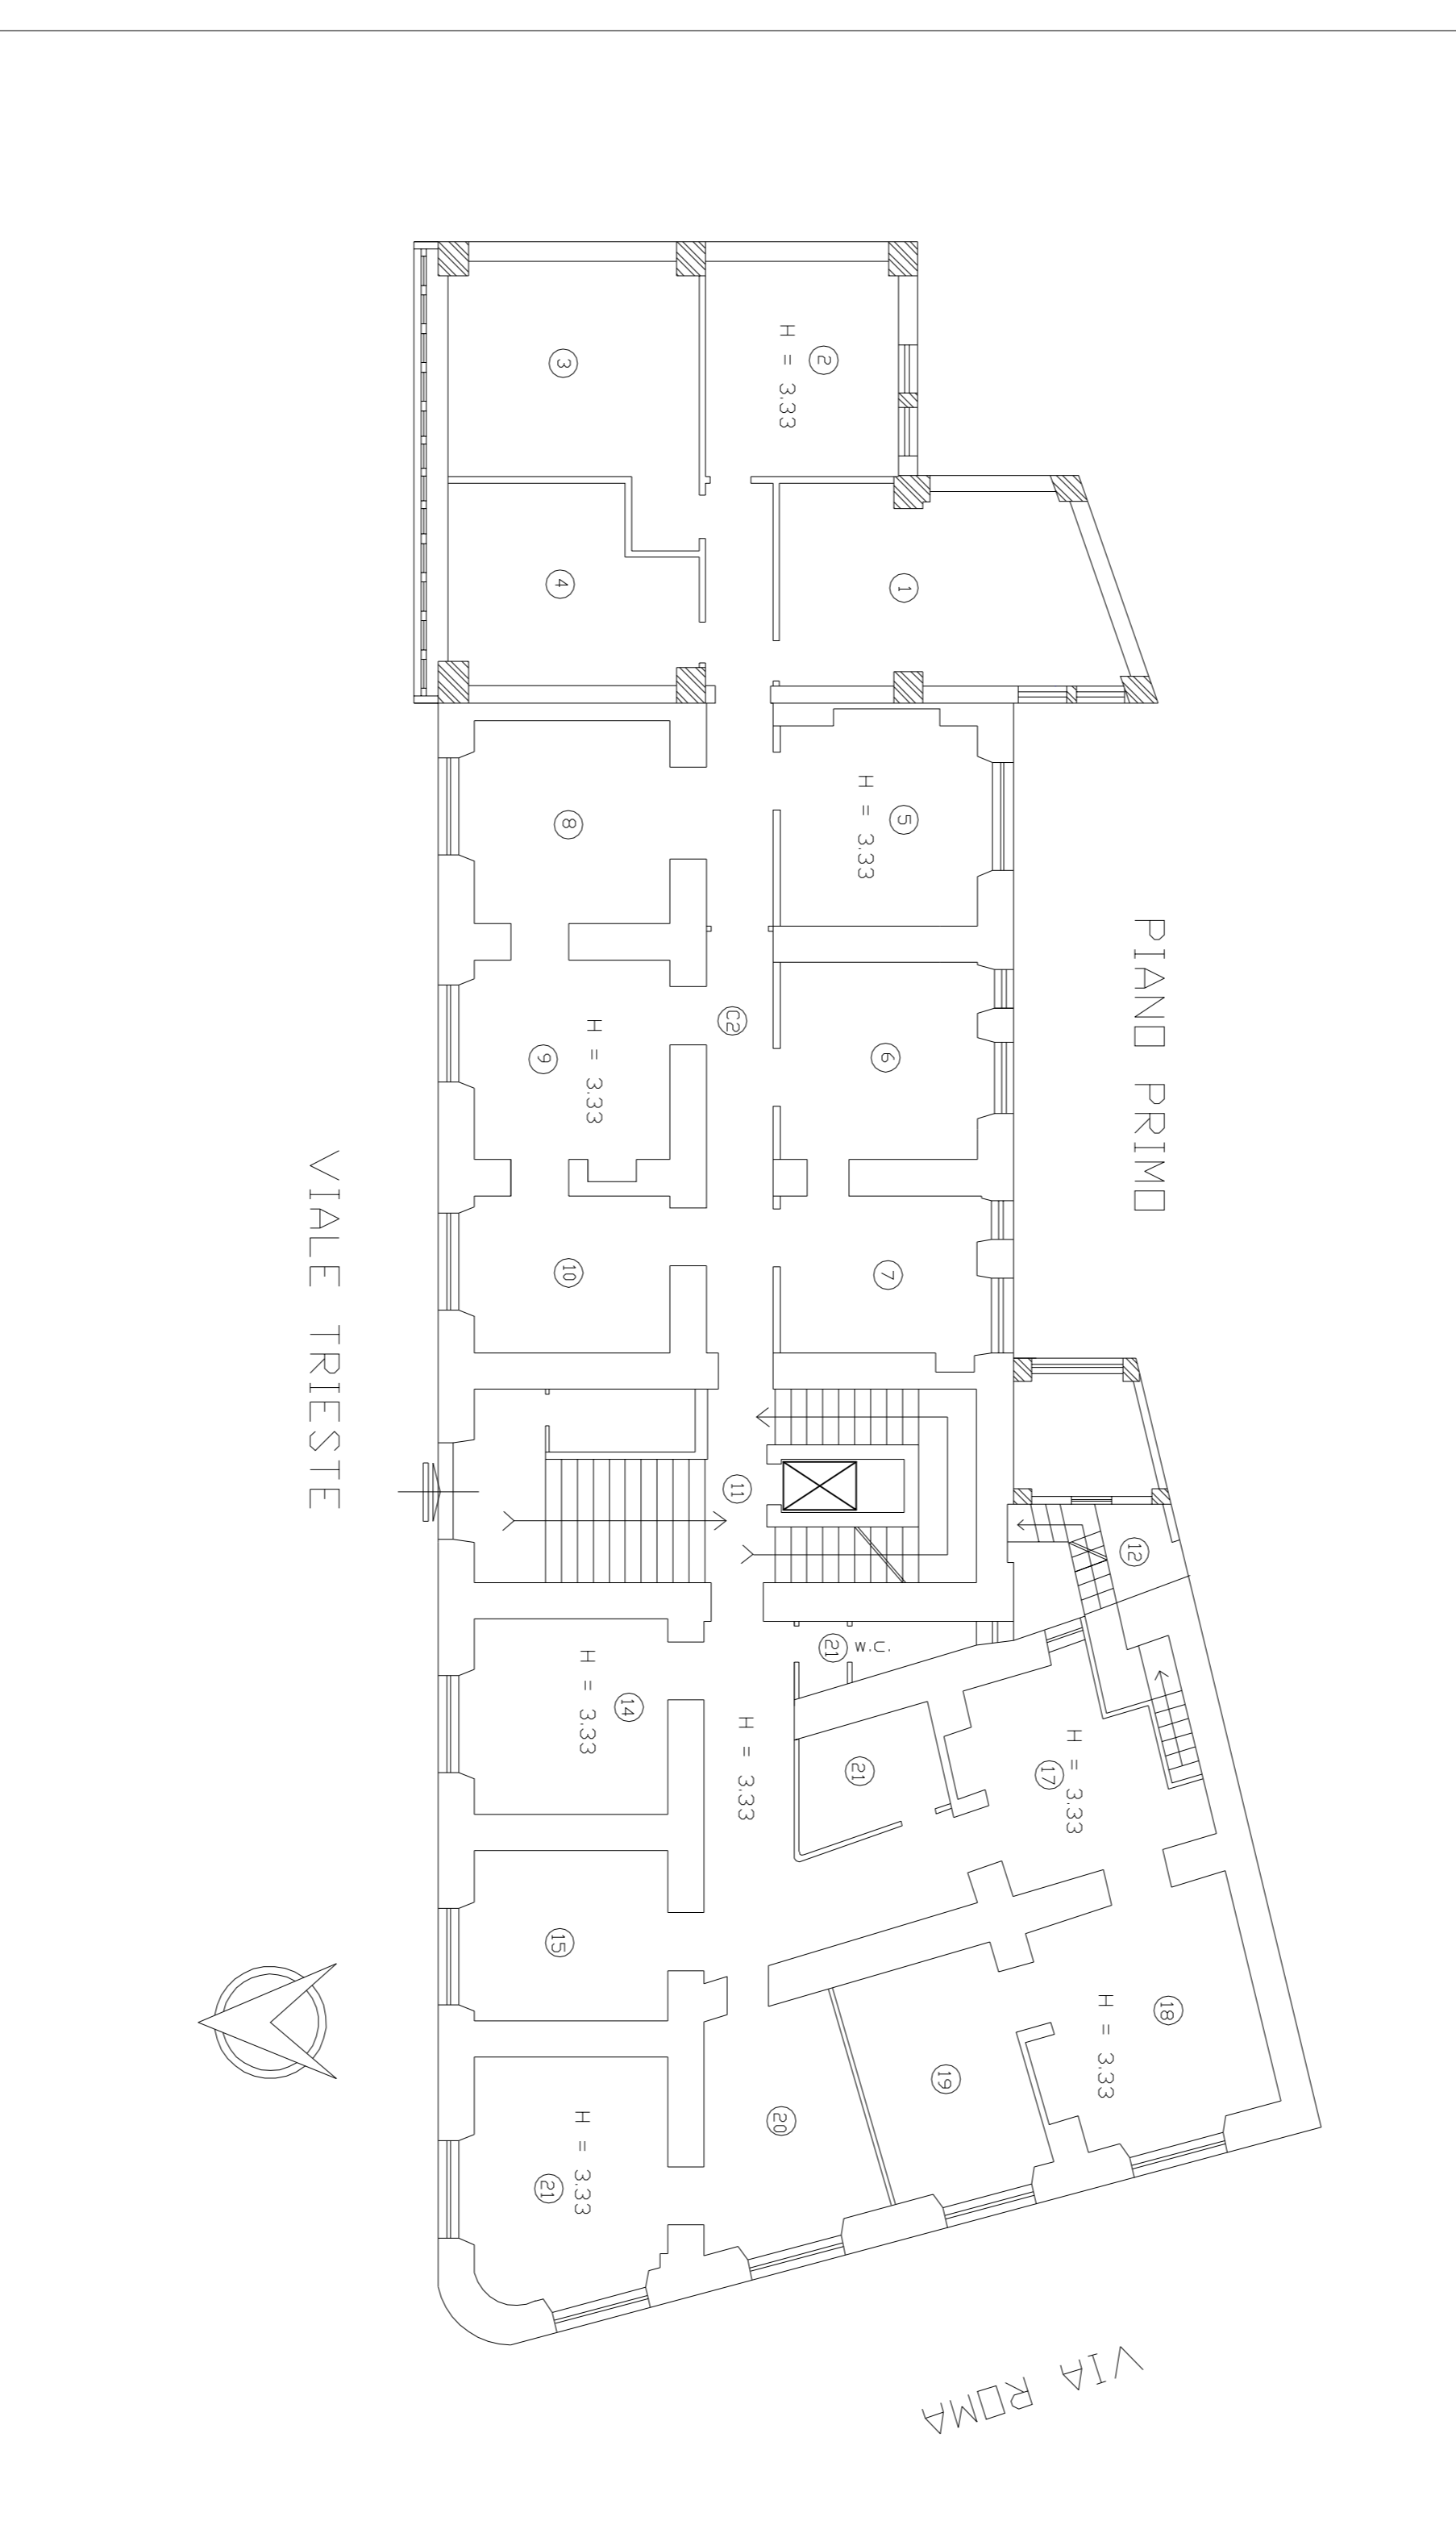 3
H = 3.33
2
4
1
8
H = 3.33
5
PIANO PRIMO
C2
9
H = 3.33
6
VIALE TRIESTE
10
7
11
12
H = 3.33
14
21
W.C.
H = 3.33
21
17
H = 3.33
15
18
H = 3.33
19
20
21
H = 3.33
VIA ROMA